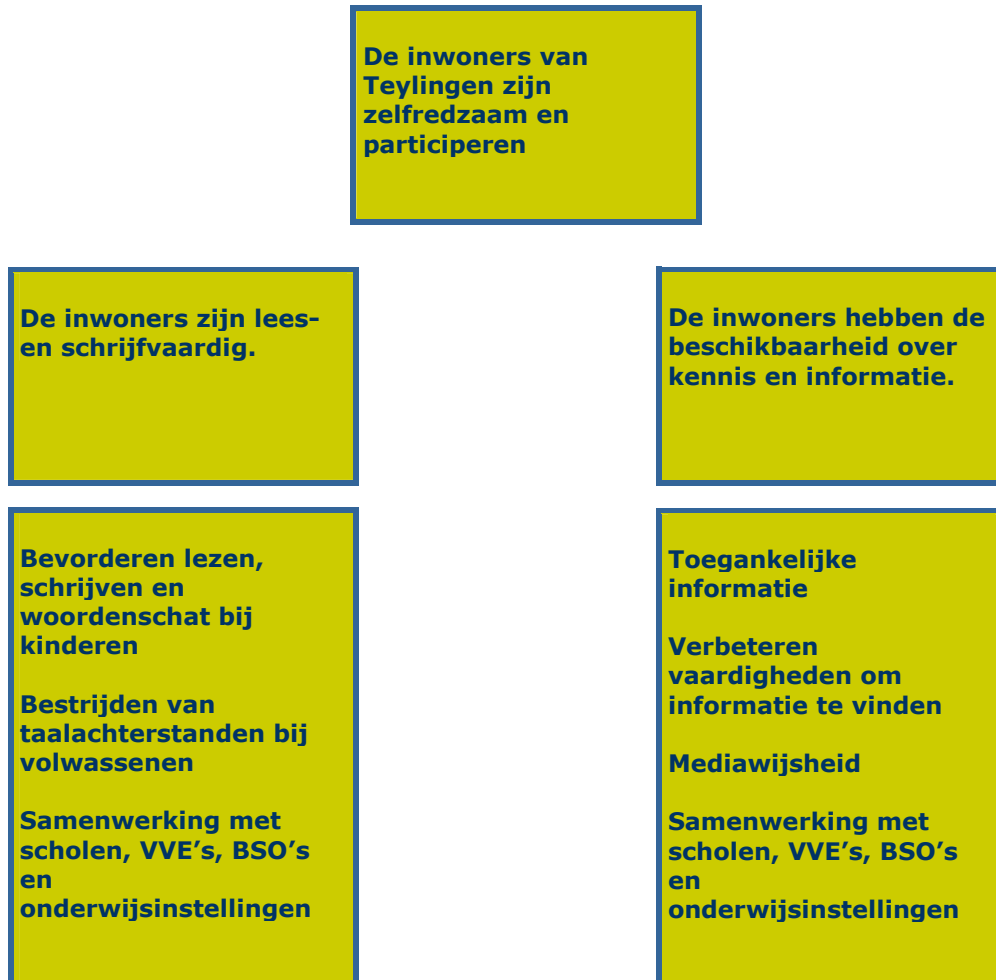 De inwoners van
Teylingen zijn
zelfredzaam en
participeren
De inwoners zijn lees-
en schrijfvaardig.
De inwoners hebben de
beschikbaarheid over
kennis en informatie.
Bevorderen lezen,
schrijven en
woordenschat bij
kinderen
Bestrijden van
taalachterstanden bij
volwassenen
Samenwerking met
scholen, VVE’s, BSO’s
en
onderwijsinstellingen
Toegankelijke
informatie
Verbeteren
vaardigheden om
informatie te vinden
Mediawijsheid
Samenwerking met
scholen, VVE’s, BSO’s
en
onderwijsinstellingen